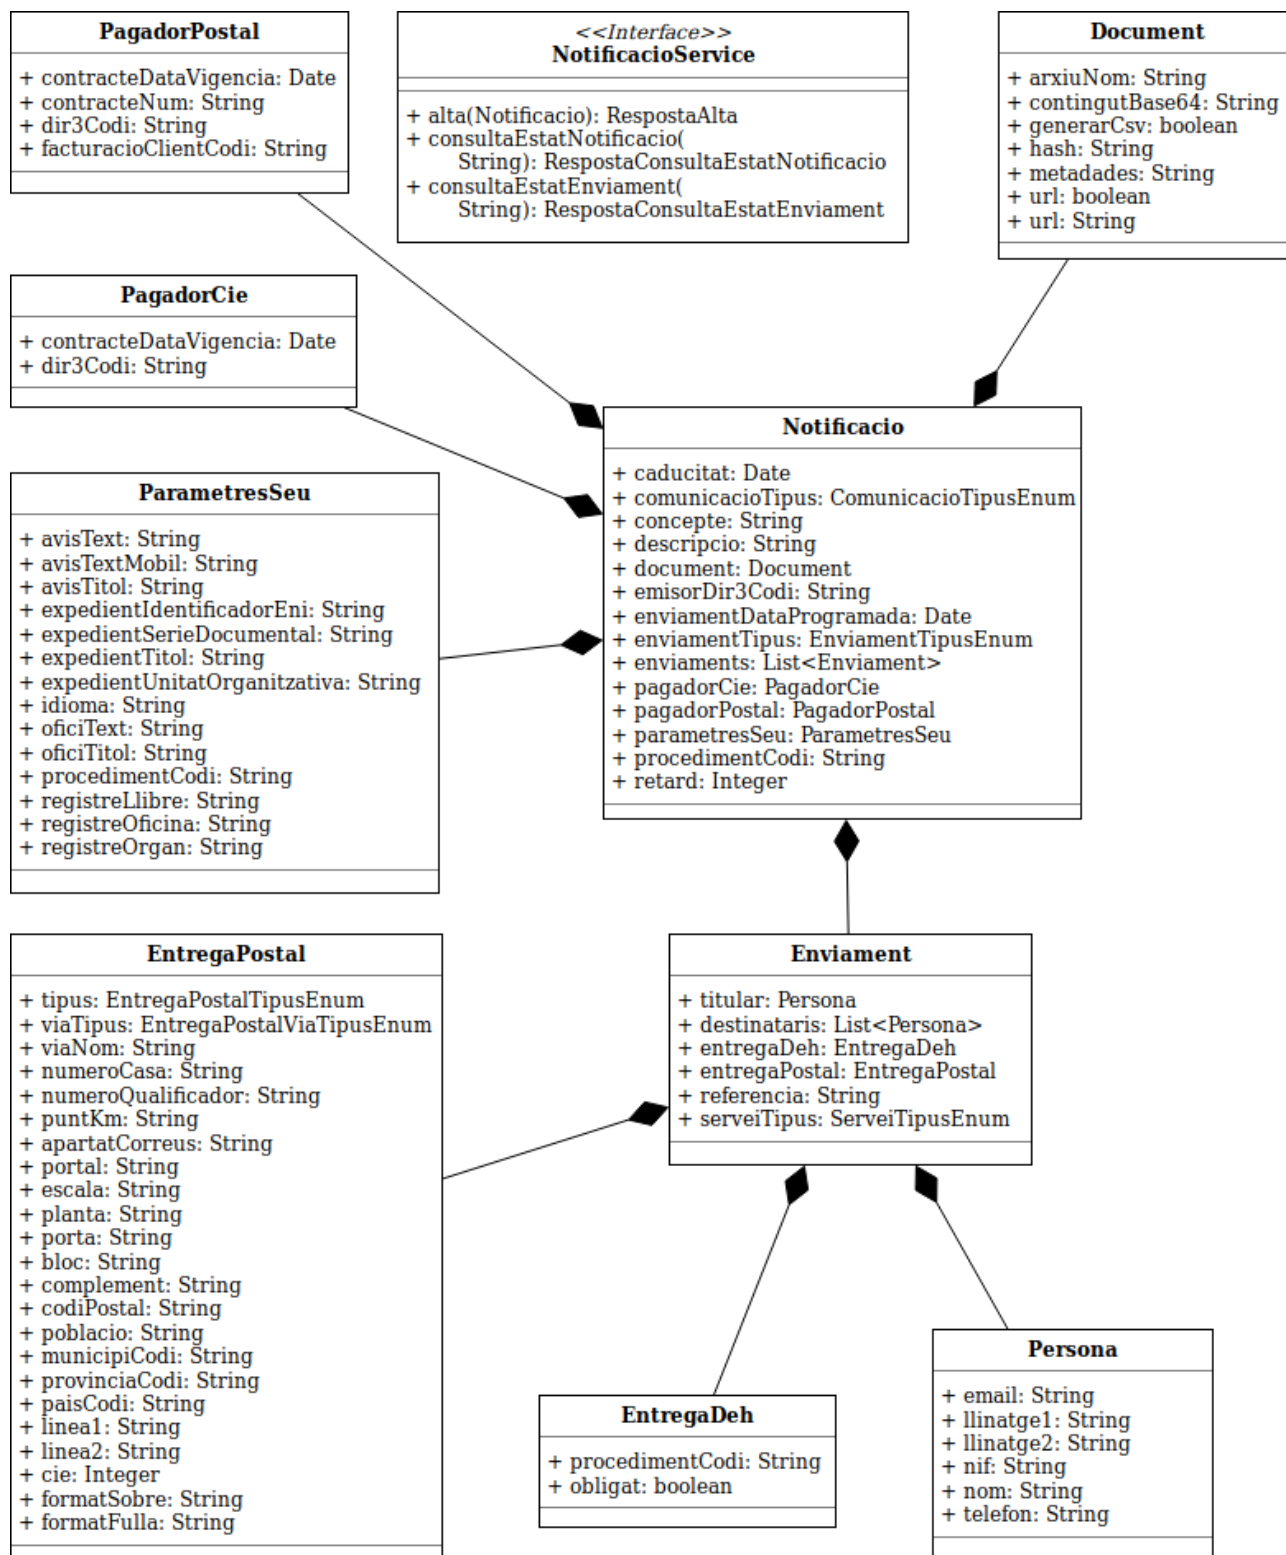 PagadorPostal
+ contracteDataVigencia: Date
+ contracteNum: String
+ dir3Codi: String
+ facturacioClientCodi: String
<<Interface>>
NotificacioService
+ alta(Notificacio): RespostaAlta
+ consultaEstatNotificacio(
String): RespostaConsultaEstatNotificacio
+ consultaEstatEnviament(
String): RespostaConsultaEstatEnviament
Document
+ arxiuNom: String
+ contingutBase64: String
+ generarCsv: boolean
+ hash: String
+ metadades: String
+ url: boolean
+ url: String
PagadorCie
+ contracteDataVigencia: Date
+ dir3Codi: String
Notificacio
+ caducitat: Date
+ comunicacioTipus: ComunicacioTipusEnum
+ concepte: String
+ descripcio: String
+ document: Document
+ emisorDir3Codi: String
+ enviamentDataProgramada: Date
+ enviamentTipus: EnviamentTipusEnum
+ enviaments: List<Enviament>
+ pagadorCie: PagadorCie
+ pagadorPostal: PagadorPostal
+ parametresSeu: ParametresSeu
+ procedimentCodi: String
+ retard: Integer
ParametresSeu
+ avisText: String
+ avisTextMobil: String
+ avisTitol: String
+ expedientIdentificadorEni: String
+ expedientSerieDocumental: String
+ expedientTitol: String
+ expedientUnitatOrganitzativa: String
+ idioma: String
+ oficiText: String
+ oficiTitol: String
+ procedimentCodi: String
+ registreLlibre: String
+ registreOficina: String
+ registreOrgan: String
EntregaPostal
+ tipus: EntregaPostalTipusEnum
+ viaTipus: EntregaPostalViaTipusEnum
+ viaNom: String
+ numeroCasa: String
+ numeroQualificador: String
+ puntKm: String
+ apartatCorreus: String
+ portal: String
+ escala: String
+ planta: String
+ porta: String
+ bloc: String
+ complement: String
+ codiPostal: String
+ poblacio: String
+ municipiCodi: String
+ provinciaCodi: String
+ paisCodi: String
+ linea1: String
+ linea2: String
+ cie: Integer
+ formatSobre: String
+ formatFulla: String
Enviament
+ titular: Persona
+ destinataris: List<Persona>
+ entregaDeh: EntregaDeh
+ entregaPostal: EntregaPostal
+ referencia: String
+ serveiTipus: ServeiTipusEnum
EntregaDeh
+ procedimentCodi: String
+ obligat: boolean
Persona
+ email: String
+ llinatge1: String
+ llinatge2: String
+ nif: String
+ nom: String
+ telefon: String